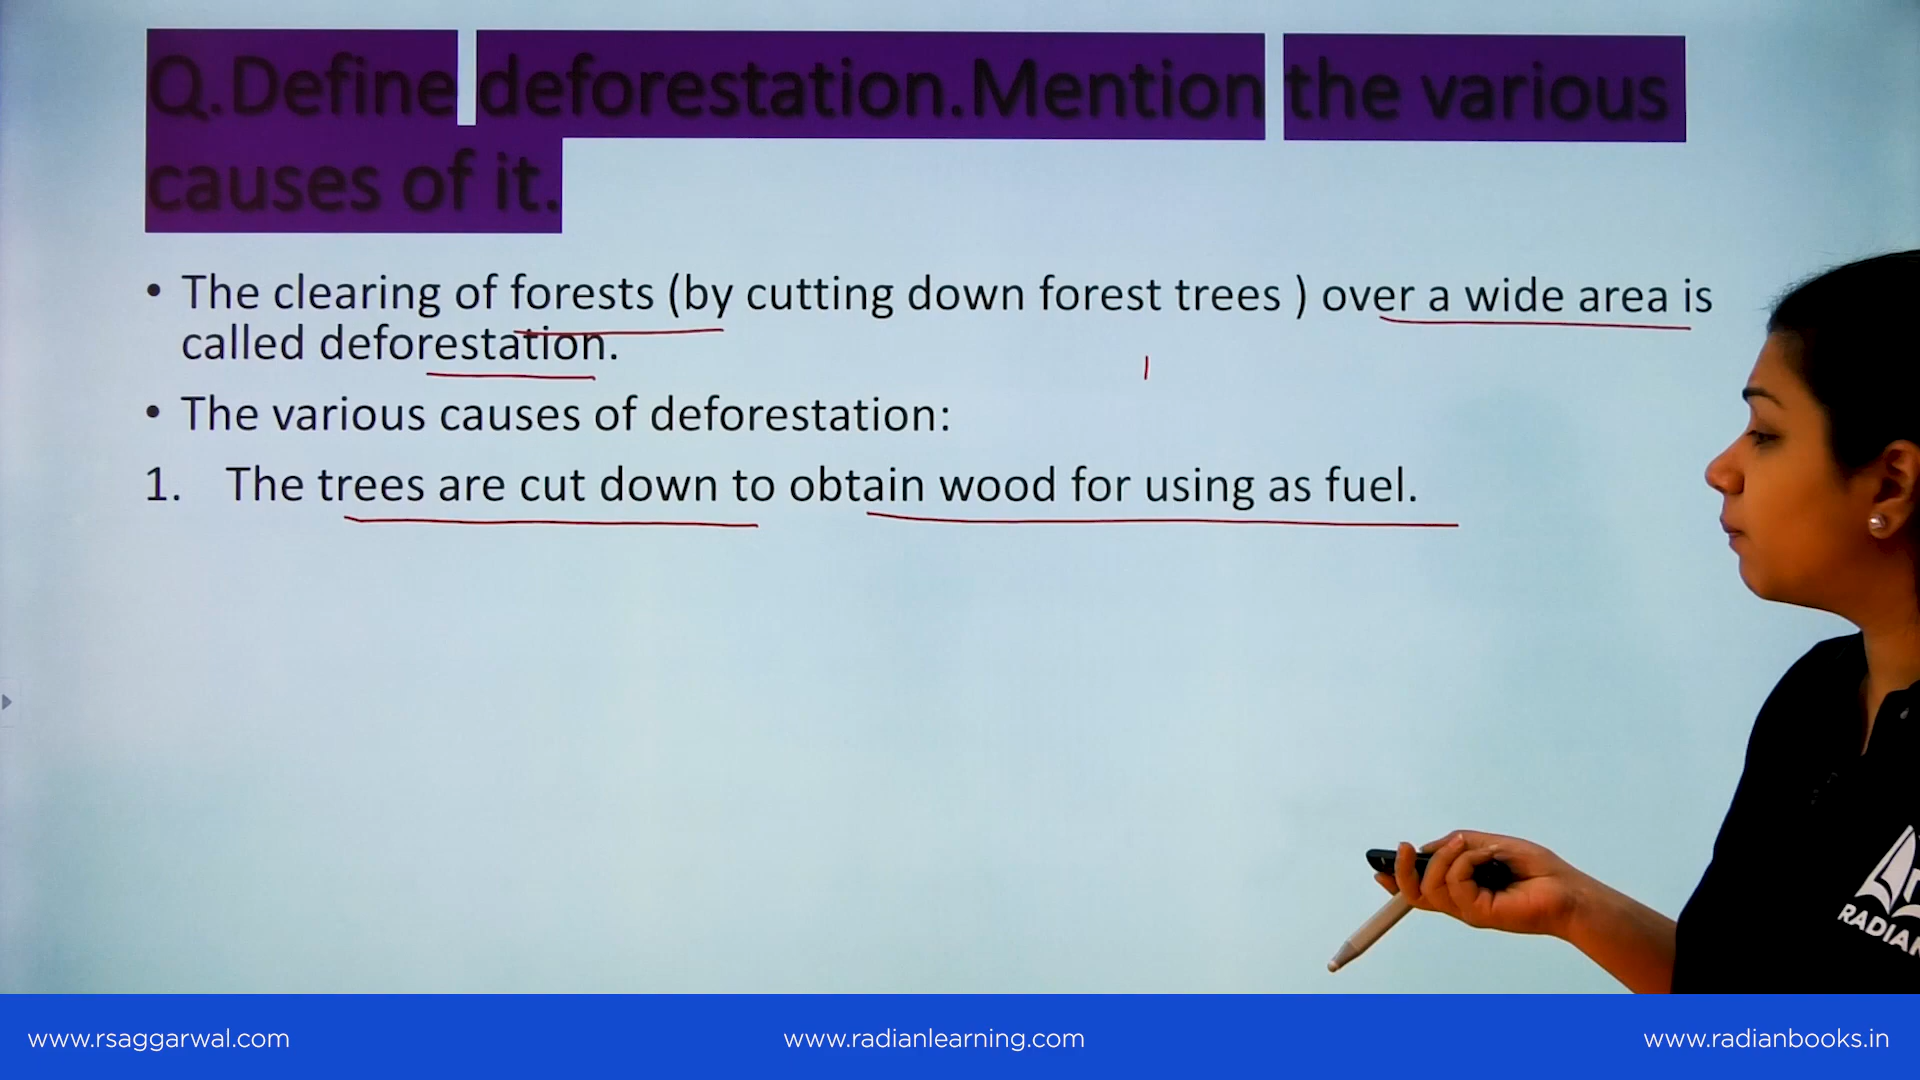 Q.Define deforestation.Mention the various
causes of it.
• The clearing of forests (by cutting down forest trees ) over a wide area is
called deforestation.
• The various causes of deforestation:
1. The trees are cut down to obtain wood for using as fuel.
RADIAN
www.rsaggarwal.com www.radianlearning.com www.radianbooks.in